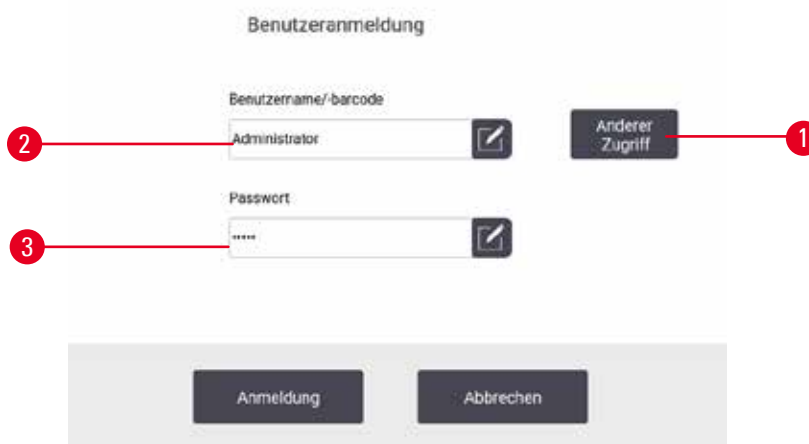 Benutzeranmeldung
Benutzername/-barcode
2
Administrator
Anderer
Zugriff
1
Passwort
3
•••••
Anmeldung
Abbrechen